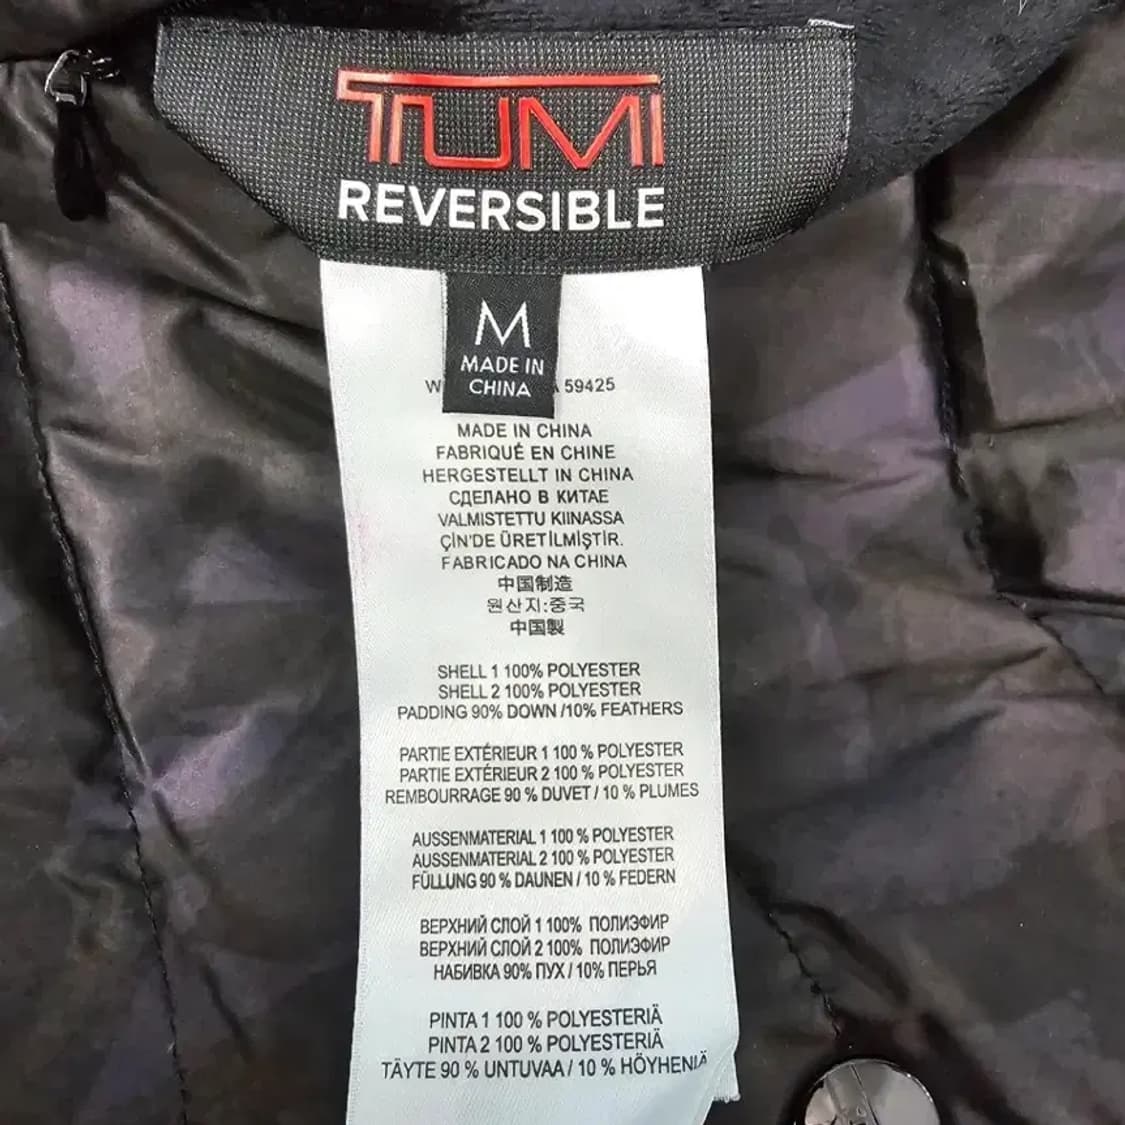 TUMI
REVERSIBLE
M
MADE IN
CHINA
59425
MADE IN CHINA
FABRIQUÉ EN CHINE
HERGESTELLT IN CHINA
СДЕЛАНО В КИТАЕ
VALMISTETTU KIINASSA
ÇİN'DE ÜRETİLMİŞTİR.
FABRICADO NA CHINA
中国制造
원산지:중국
中国製
SHELL 1 100% POLYESTER
SHELL 2 100% POLYESTER
PADDING 90% DOWN /10% FEATHERS
PARTIE EXTÉRIEUR 1 100 % POLYESTER
PARTIE EXTÉRIEUR 2 100 % POLYESTER
REMBOURRAGE 90 % DUVET / 10 % PLUMES
AUSSENMATERIAL 1 100 % POLYESTER
AUSSENMATERIAL 2 100 % POLYESTER
FÜLLUNG 90 % DAUNEN / 10 % FEDERN
ВЕРХНИЙ СЛОЙ 1 100% ПОЛИЭФИР
ВЕРХНИЙ СЛОЙ 2 100% ПОЛИЭФИР
НАБИВКА 90% ПУХ / 10% ПЕРЬЯ
PINTA 1 100 % POLYESTERIÄ
PINTA 2 100 % POLYESTERIÄ
TÄYTE 90 % UNTUVAA / 10 % HÖYHENIÄ